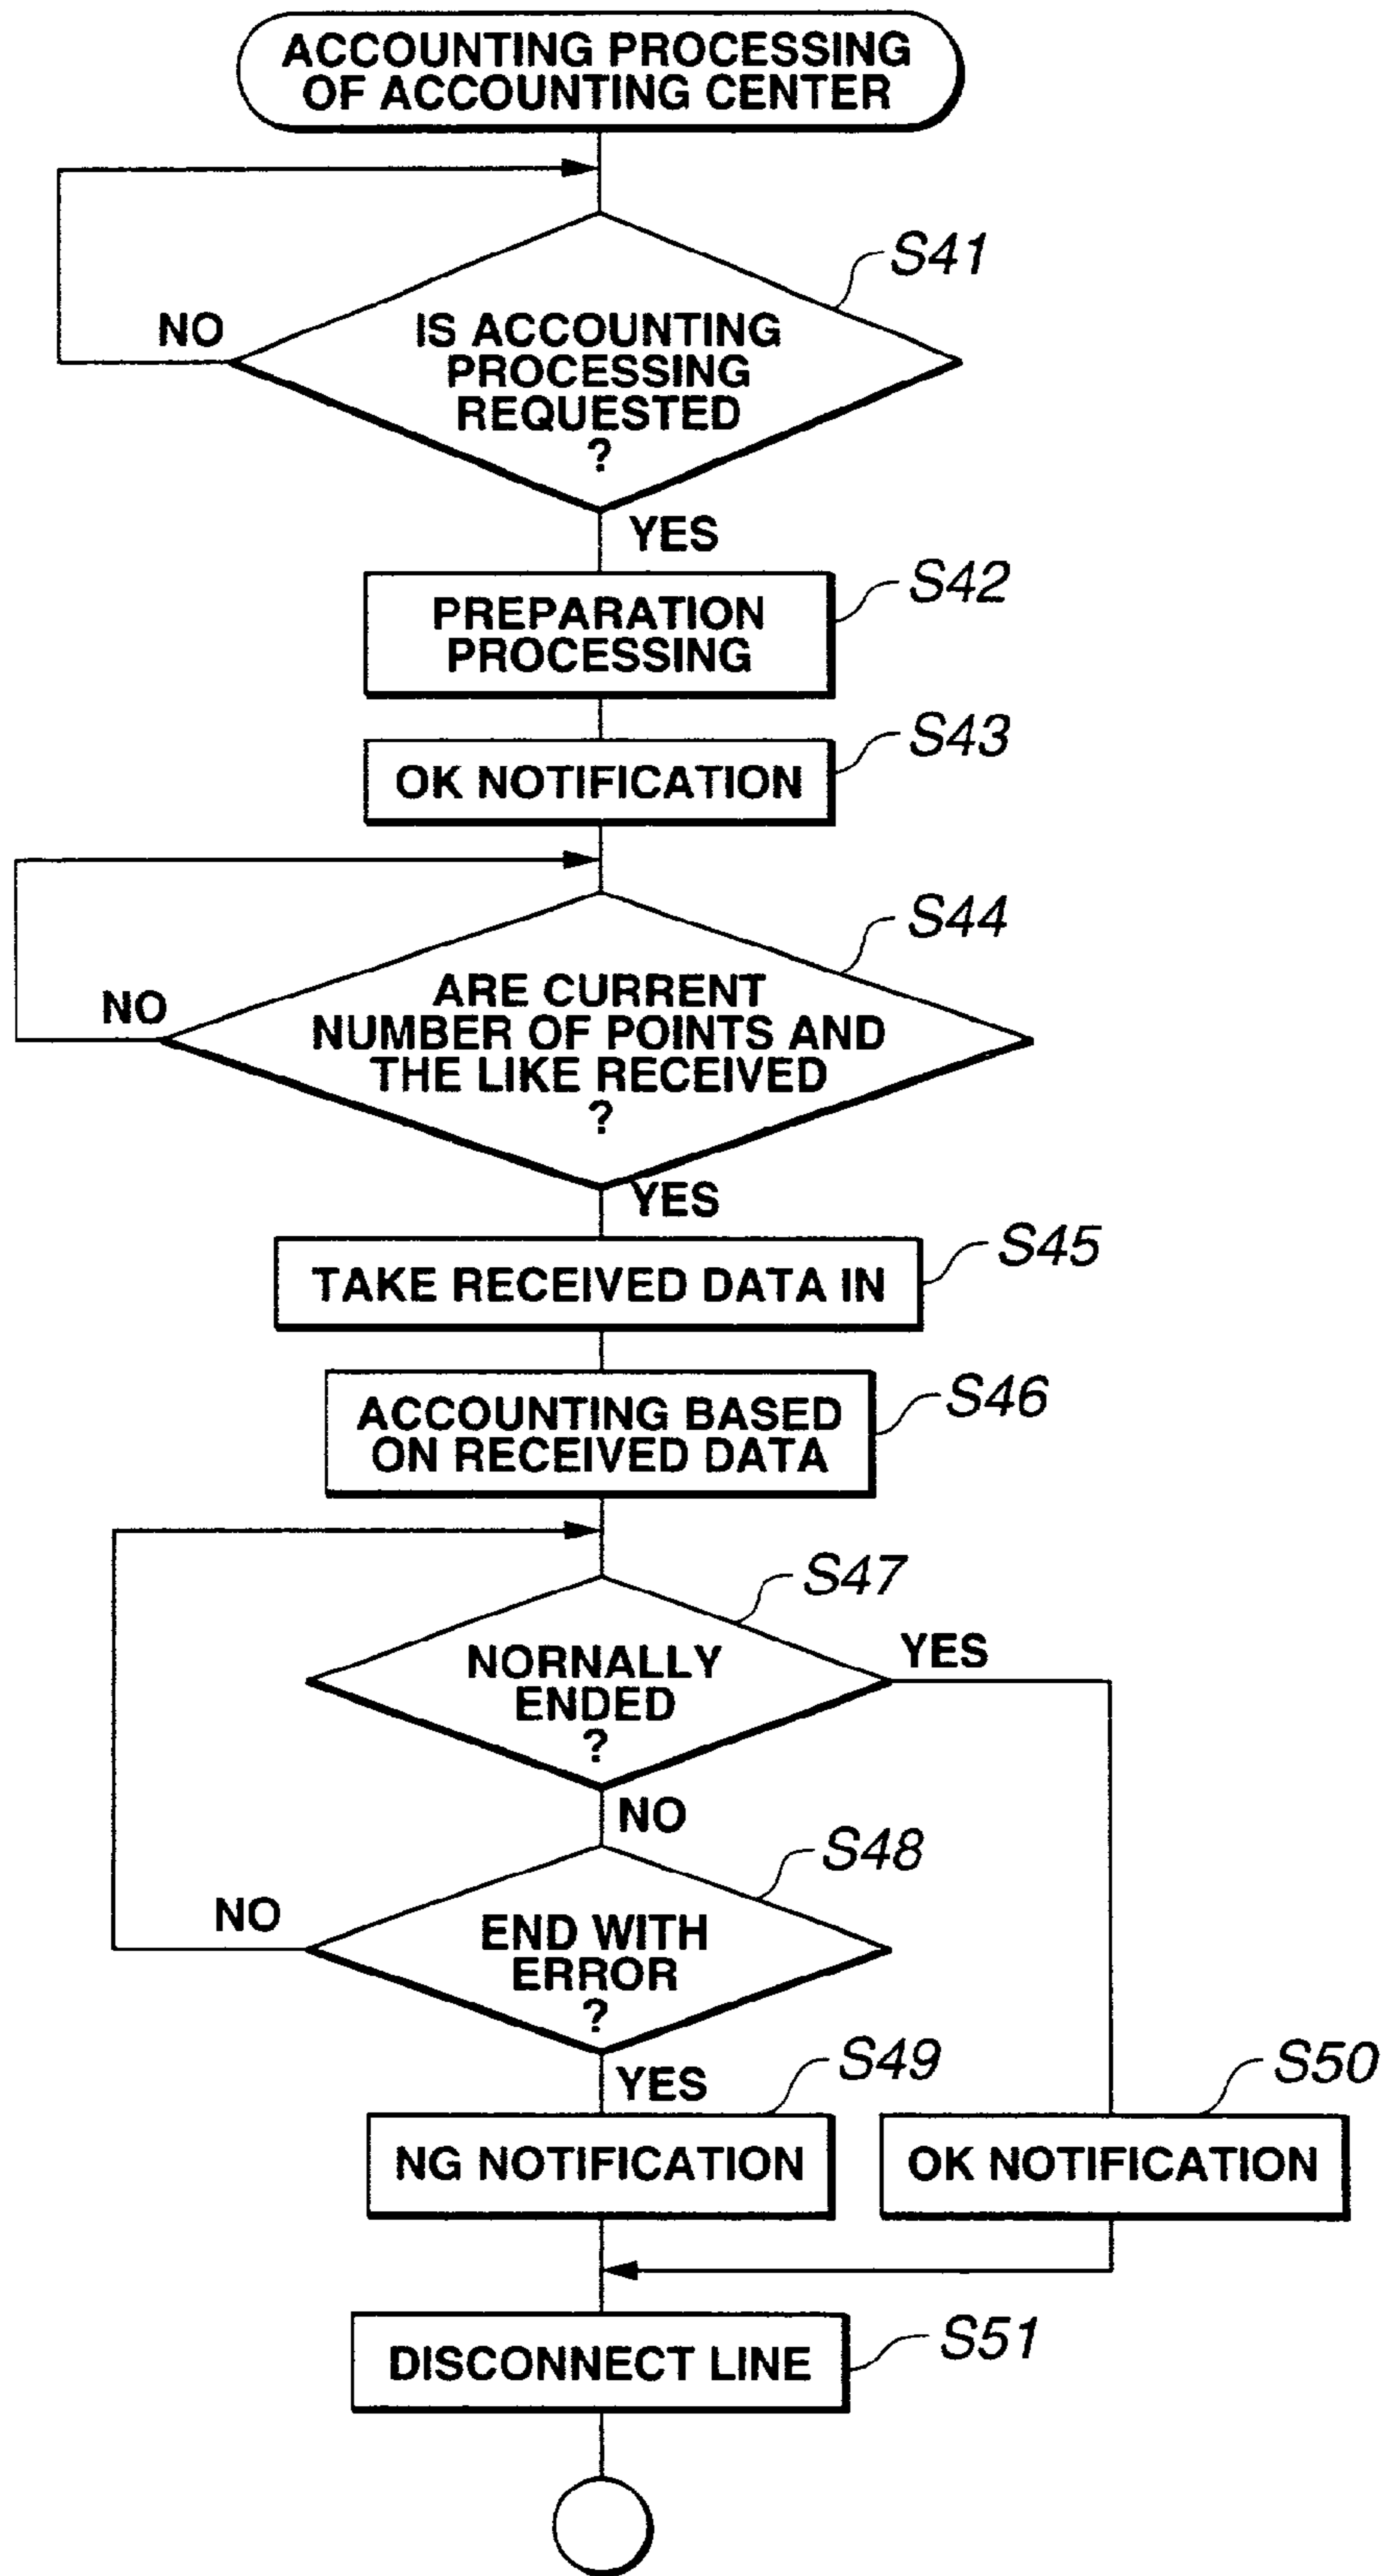 ACCOUNTING PROCESSING
OF ACCOUNTING CENTER
S41
NO
IS ACCOUNTING
PROCESSING
REQUESTED
?
YES
S42
PREPARATION
PROCESSING
S43
OK NOTIFICATION
S44
NO
ARE CURRENT
NUMBER OF POINTS AND
THE LIKE RECEIVED
?
YES
S45
TAKE RECEIVED DATA IN
S46
ACCOUNTING BASED
ON RECEIVED DATA
S47
YES
NORNALLY
ENDED
?
NO
S48
NO
END WITH
ERROR
?
YES
S49
S50
NG NOTIFICATION
OK NOTIFICATION
S51
DISCONNECT LINE